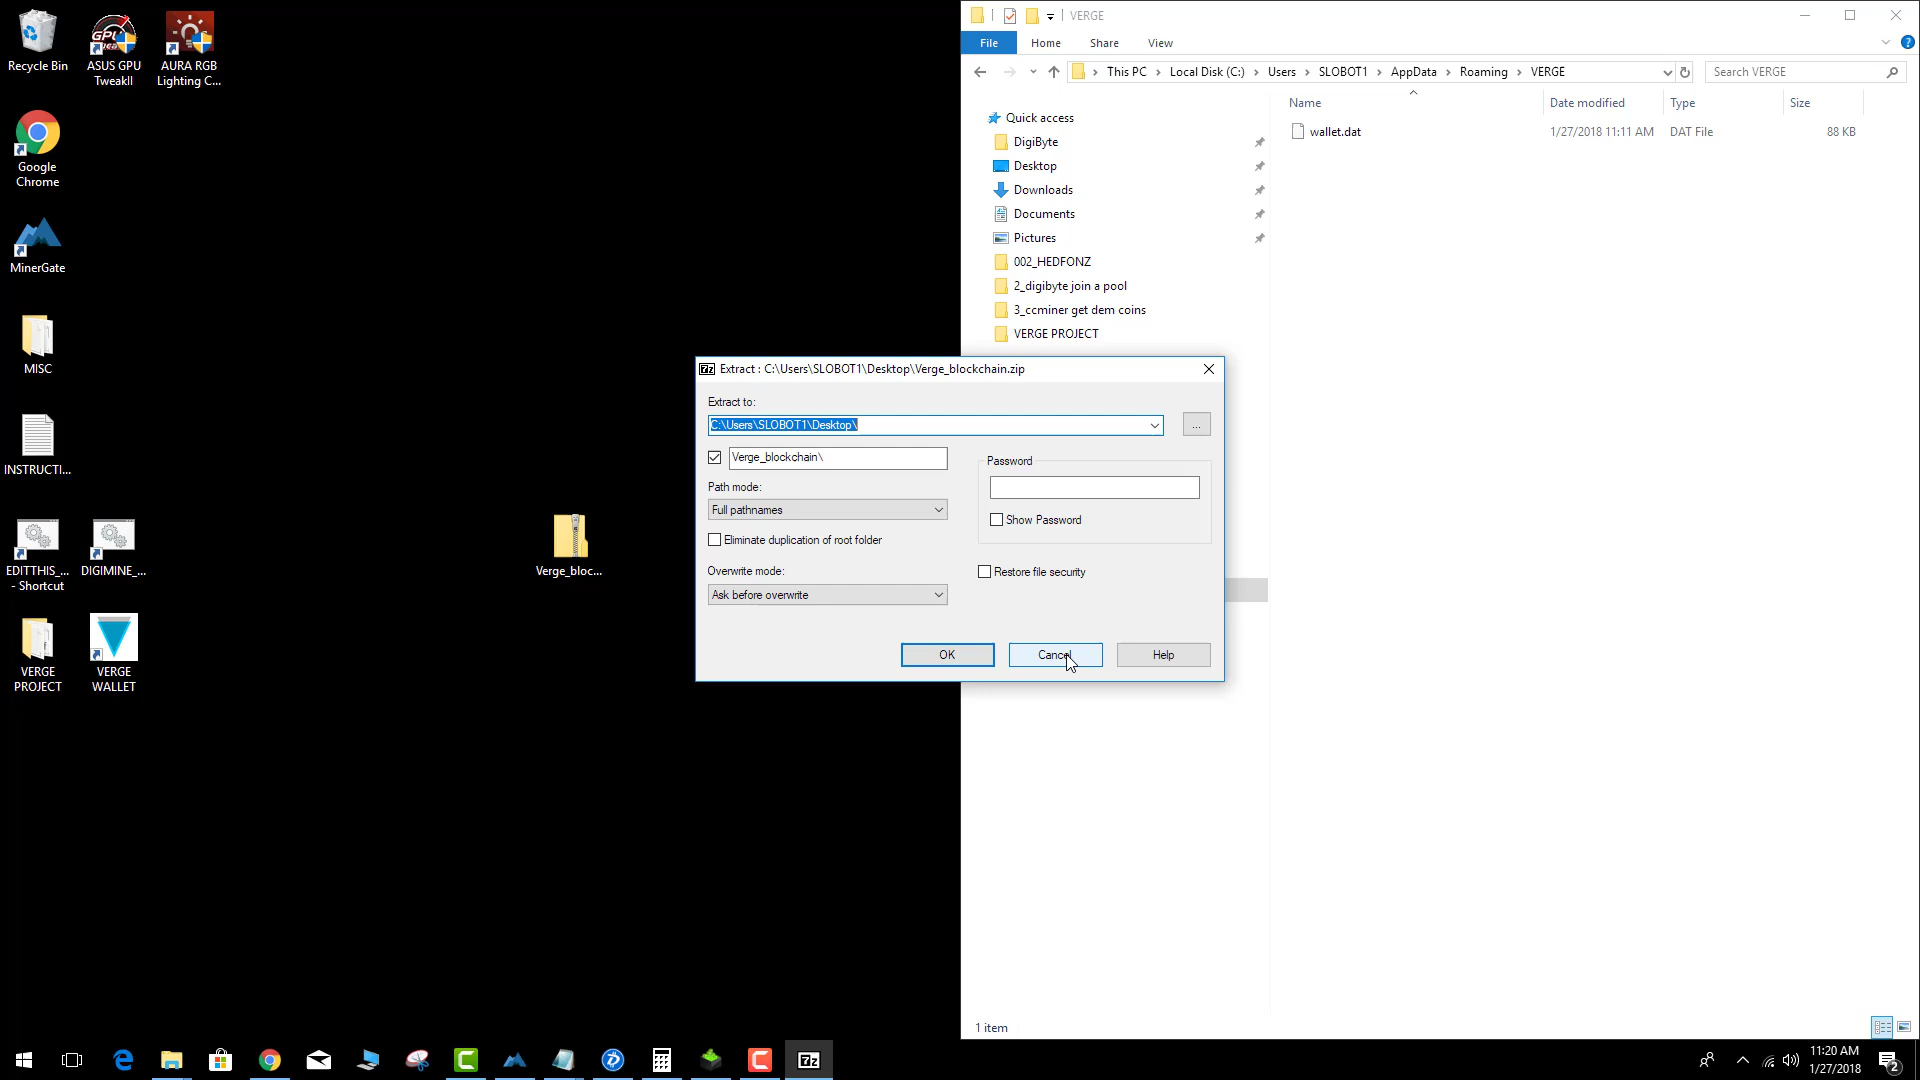 Recycle Bin
ASUS GPU
TweakII
AURA RGB
Lighting C...
Google
Chrome
MinerGate
MISC
INSTRUCTI...
EDITTHIS_...
- Shortcut
DIGIMINE_...
VERGE
PROJECT
VERGE
WALLET
Verge_bloc...
VERGE
File
Home
Share
View
This PC
Local Disk (C:)
Users
SLOBOT1
AppData
Roaming
VERGE
Search VERGE
Quick access
DigiByte
Desktop
Downloads
Documents
Pictures
002_HEDFONZ
2_digibyte join a pool
3_ccminer get dem coins
VERGE PROJECT
Name
Date modified
Type
Size
wallet.dat
1/27/2018 11:11 AM
DAT File
88 KB
1 item
7z
Extract : C:\Users\SLOBOT1\Desktop\Verge_blockchain.zip
Extract to:
C:\Users\SLOBOT1\Desktop\
...
Verge_blockchain\
Path mode:
Full pathnames
Eliminate duplication of root folder
Overwrite mode:
Ask before overwrite
Password
Show Password
Restore file security
OK
Cancel
Help
7z
11:20 AM
1/27/2018
2